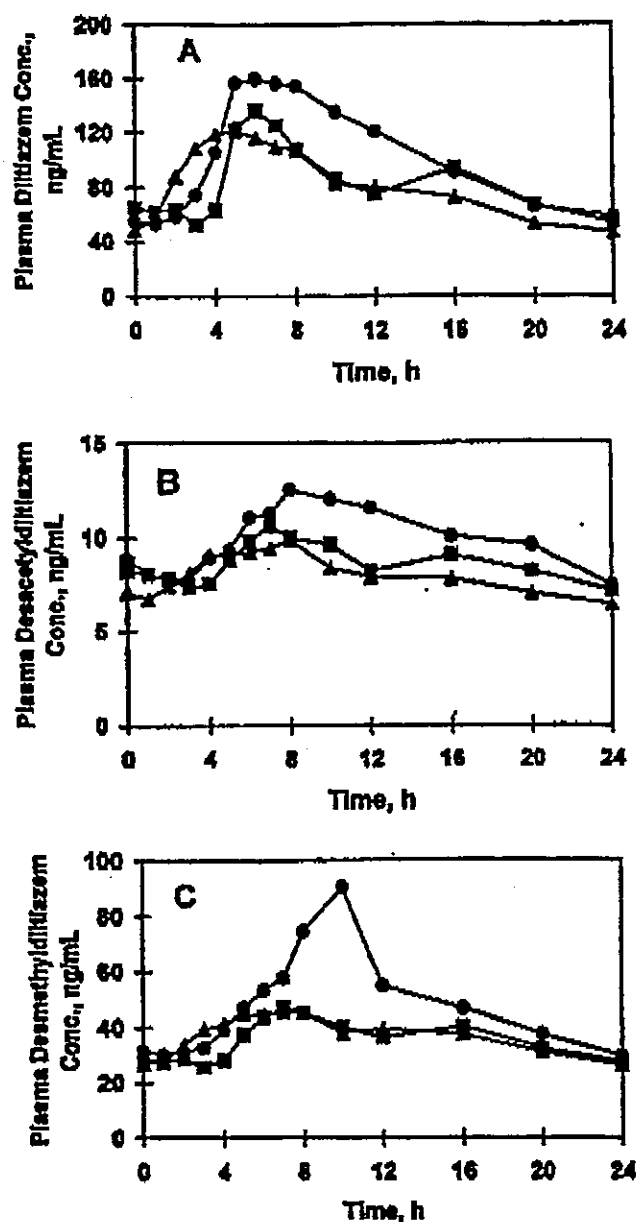 A
Plasma Diltiazem Conc.,
ng/mL
200
160
120
80
40
0
0 4 8 12 16 20 24
Time, h
B
Plasma Desacetyldiltiazem
Conc., ng/mL
15
10
5
0
0 4 8 12 16 20 24
Time, h
C
Plasma Desmethyldiltiazem
Conc., ng/mL
100
80
60
40
20
0
0 4 8 12 16 20 24
Time, h